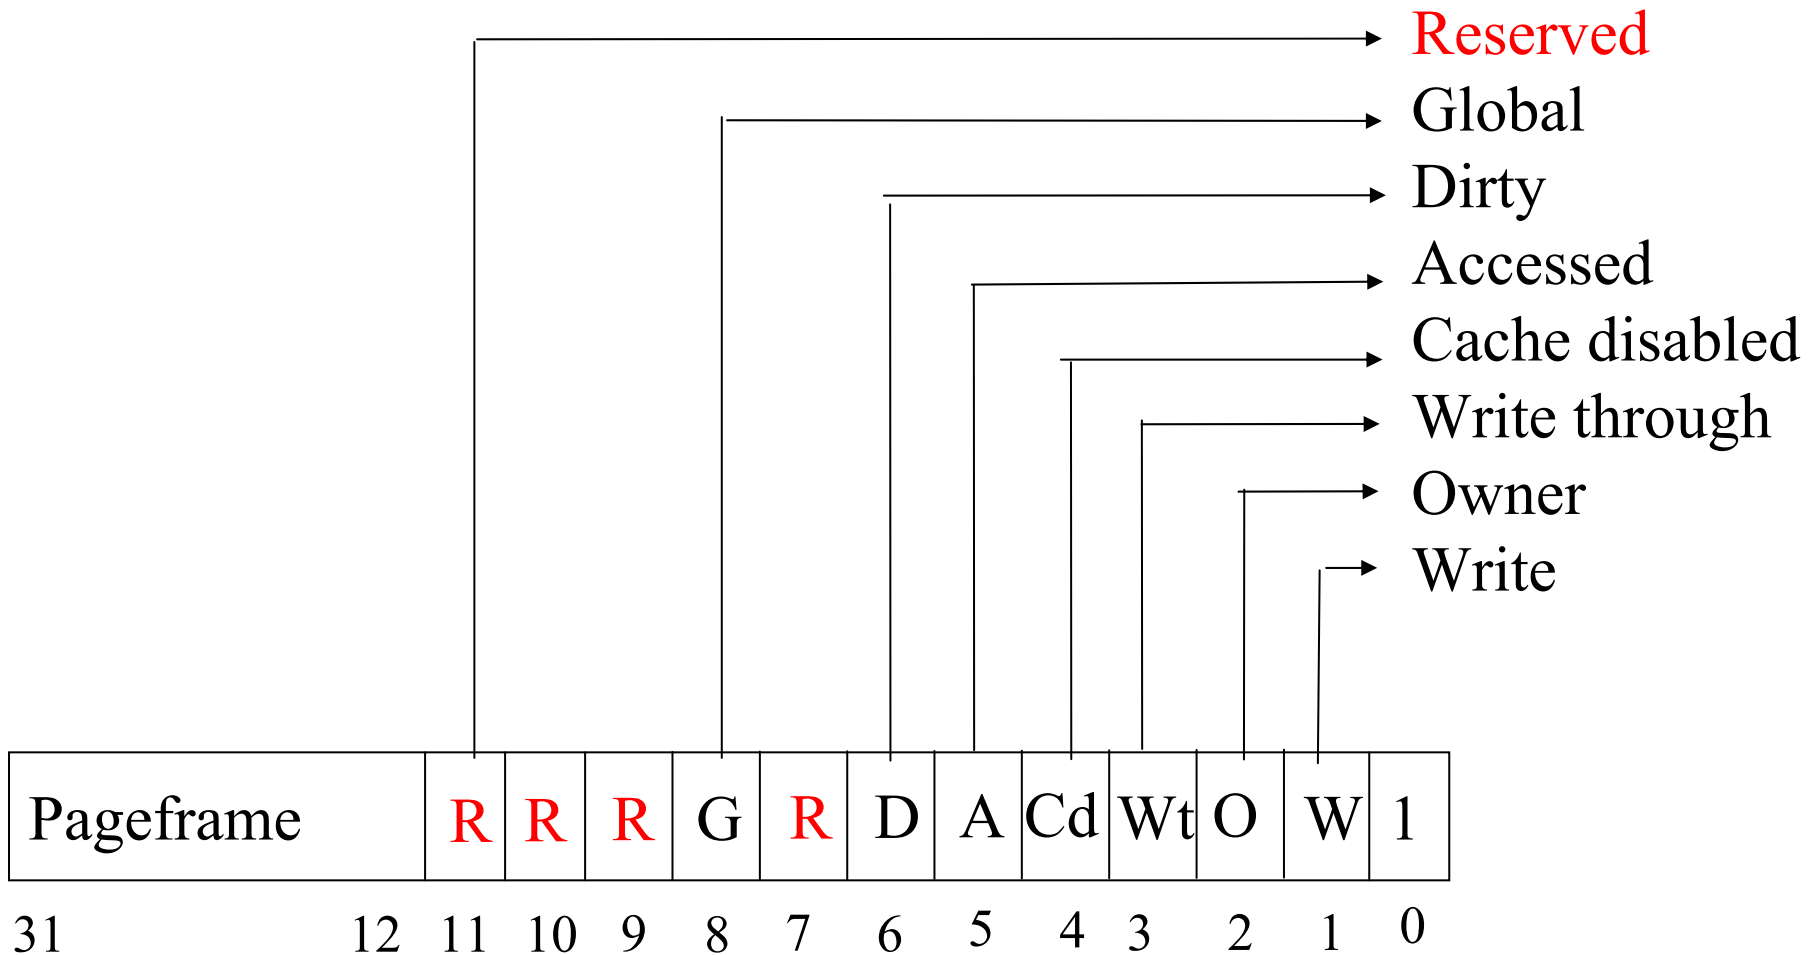 Reserved
Global
Dirty
Accessed
Cache disabled
Write through
Owner
Write
Pageframe R R R G R D A Cd Wt O W 1
31 12 11 10 9 8 7 6 5 4 3 2 1 0